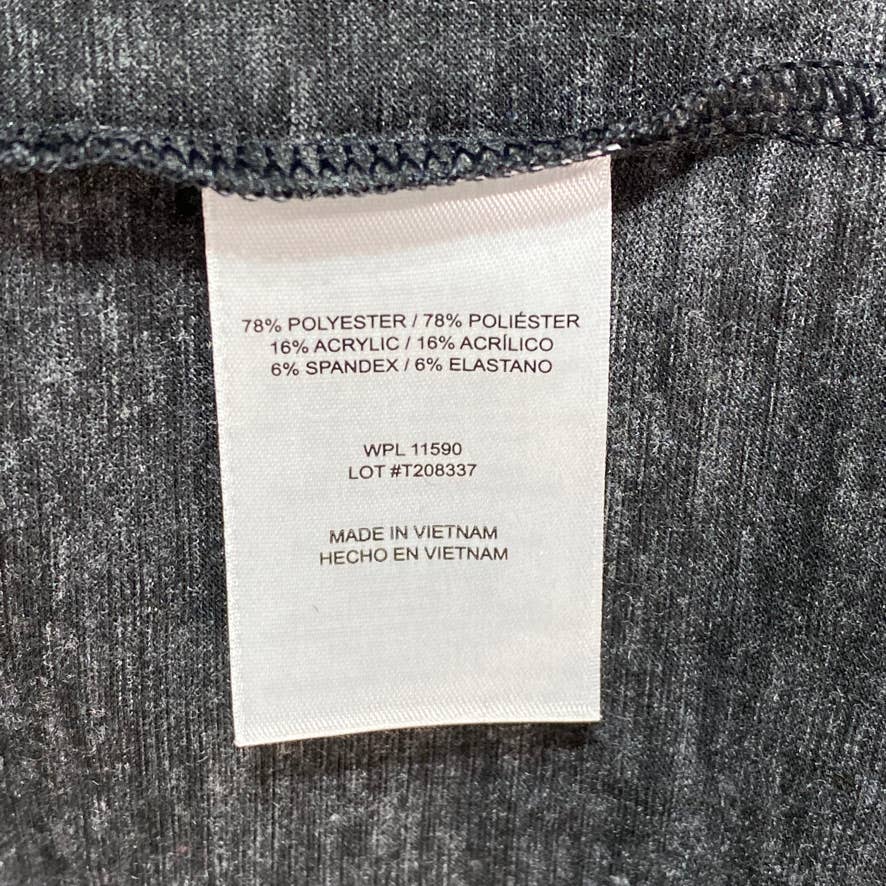 78% POLYESTER / 78% POLIÉSTER
16% ACRYLIC / 16% ACRÍLICO
6% SPANDEX / 6% ELASTANO
WPL 11590
LOT #T208337
MADE IN VIETNAM
HECHO EN VIETNAM